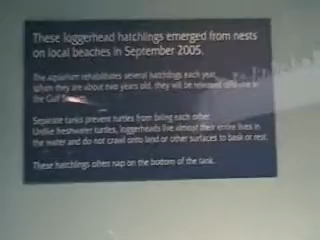 These loggerhead hatchlings emerged from nests
on local beaches in September 2005.
The aquarium rehabilitates several hatchlings each year.
When they are about two years old, they will be released offshore in
the Gulf Stream.
Separate tanks prevent turtles from biting each other.
Unlike freshwater turtles, loggerheads live almost their entire lives in
the water and do not crawl onto land or other surfaces to bask or rest.
These hatchlings often nap on the bottom of the tank.